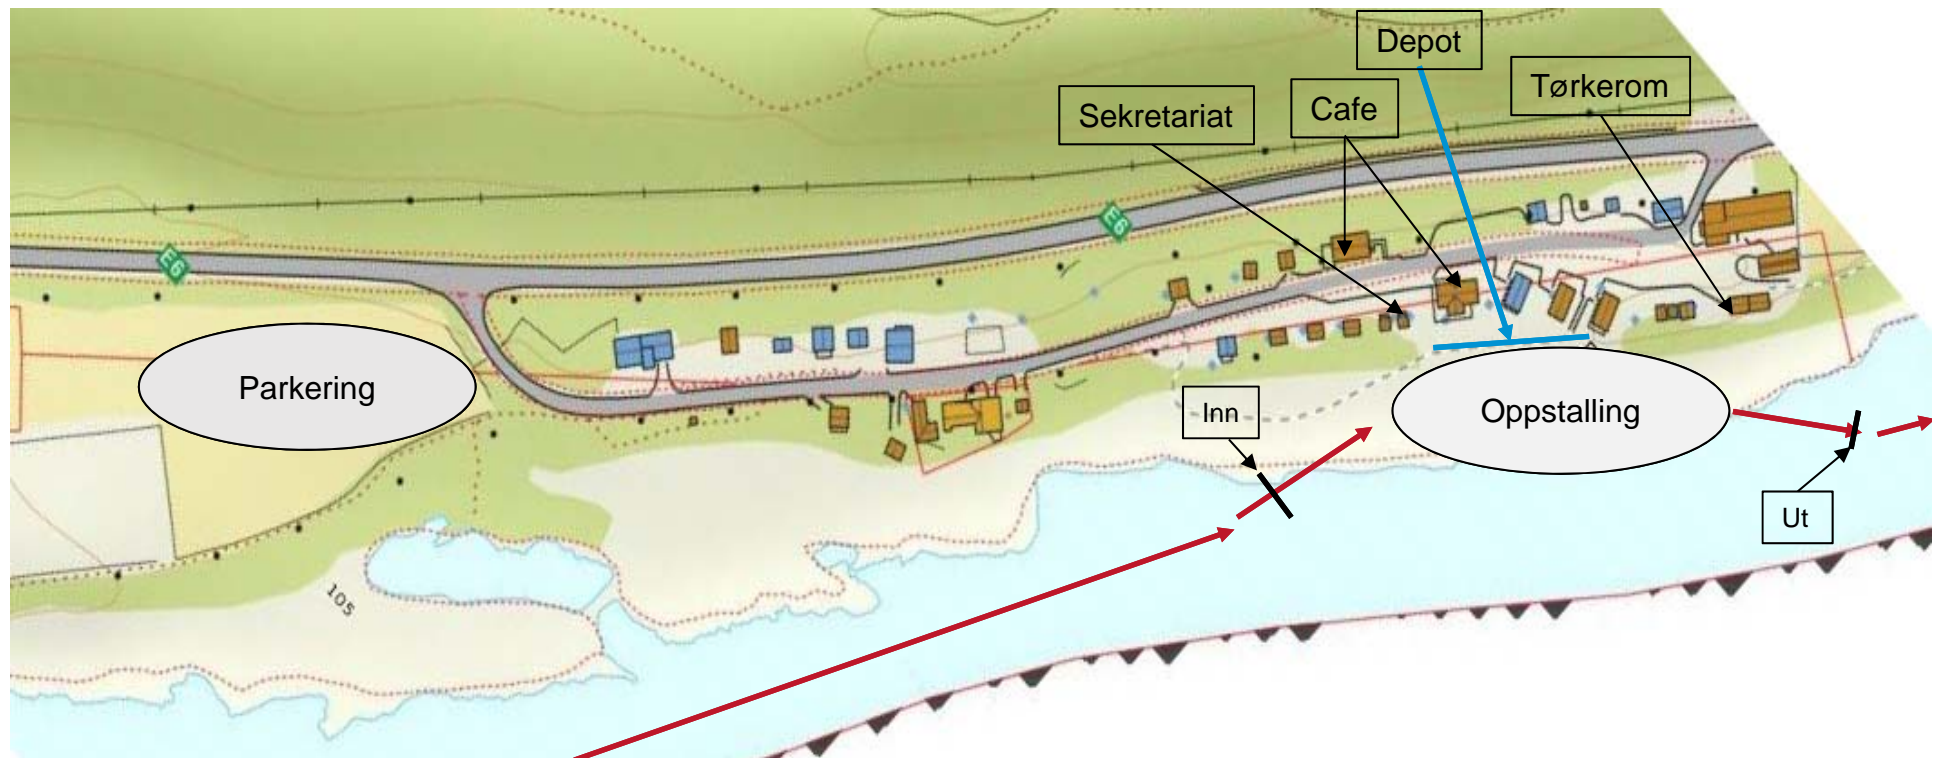 Depot
Tørkerom
Sekretariat
Cafe
E6
E6
Parkering
Oppstalling
Inn
Ut
105